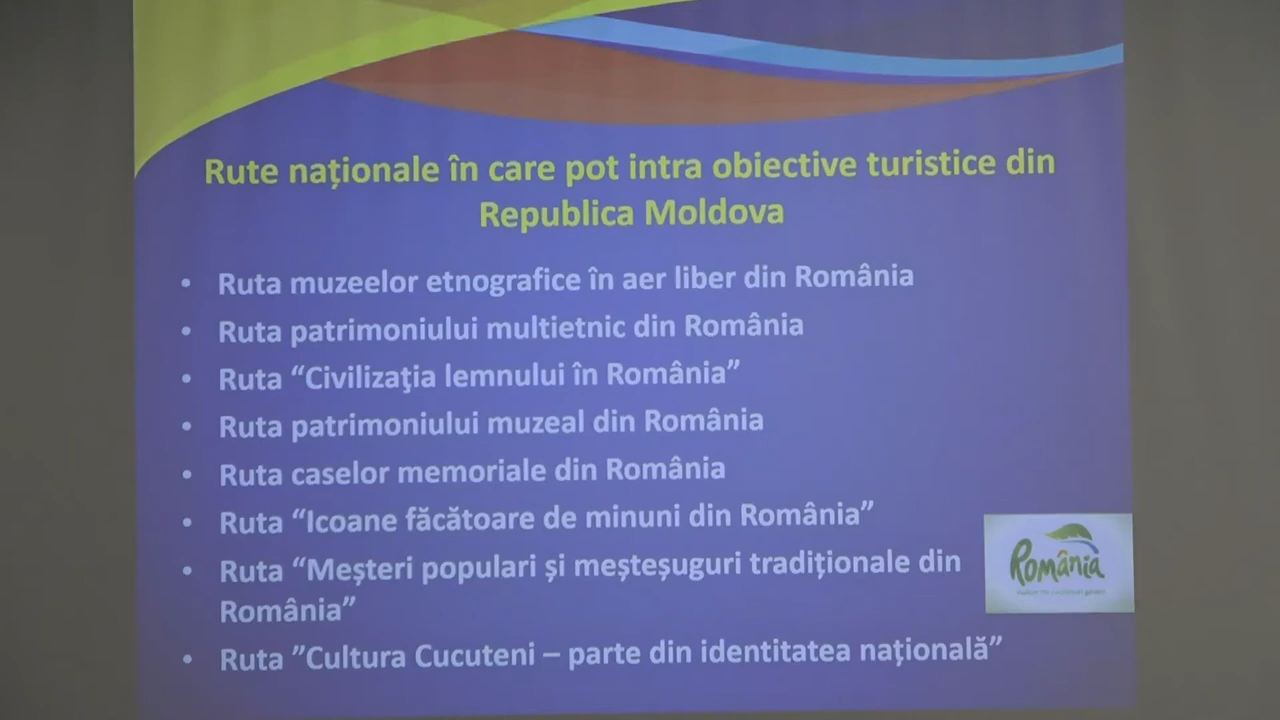 Rute naționale în care pot intra obiective turistice din
Republica Moldova
• Ruta muzeelor etnografice în aer liber din România
• Ruta patrimoniului multietnic din România
• Ruta “Civilizaţia lemnului în România”
• Ruta patrimoniului muzeal din România
• Ruta caselor memoriale din România
• Ruta “Icoane făcătoare de minuni din România”
• Ruta “Meșteri populari și meșteșuguri tradiționale din
România”
• Ruta ”Cultura Cucuteni – parte din identitatea națională”
România